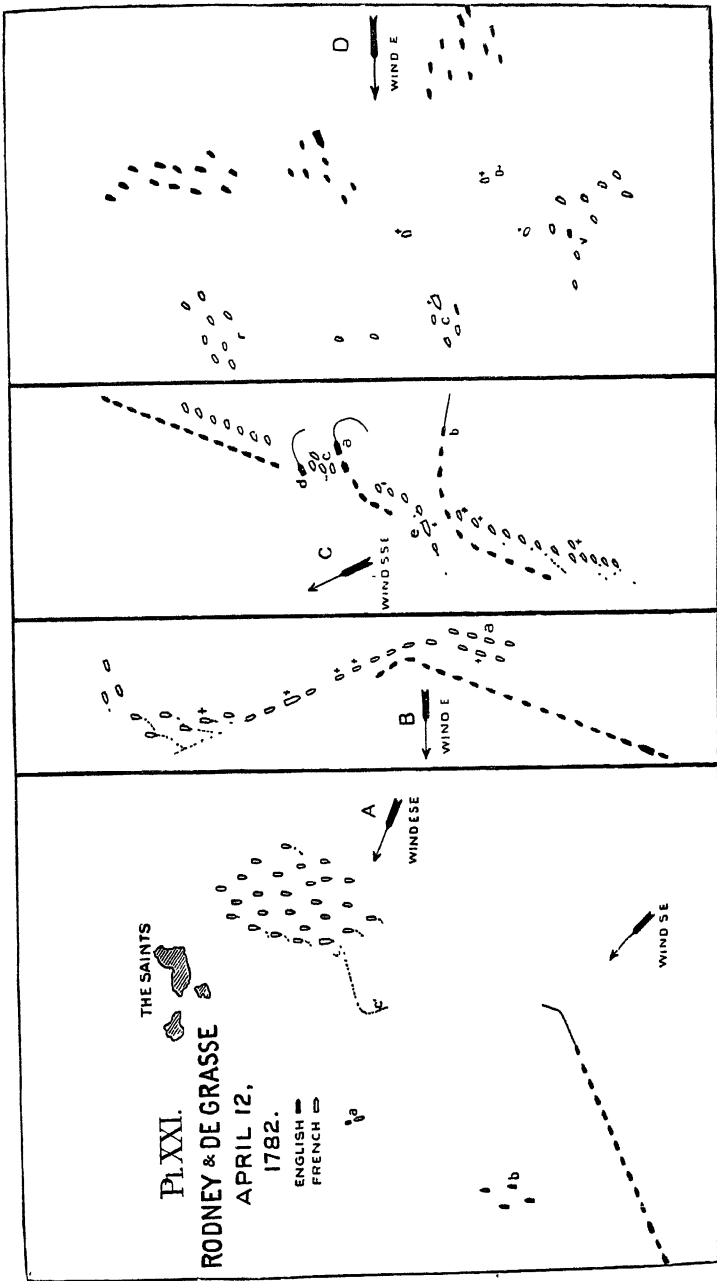 Pl. XXI.
RODNEY & DE GRASSE
APRIL 12,
1782.
ENGLISH
FRENCH
THE SAINTS
A
WIND ESE
WIND SE
a
b
c
c'
B
WIND E
a
C
WIND SSE
a
b
c
d
e
D
WIND E
r
c
v